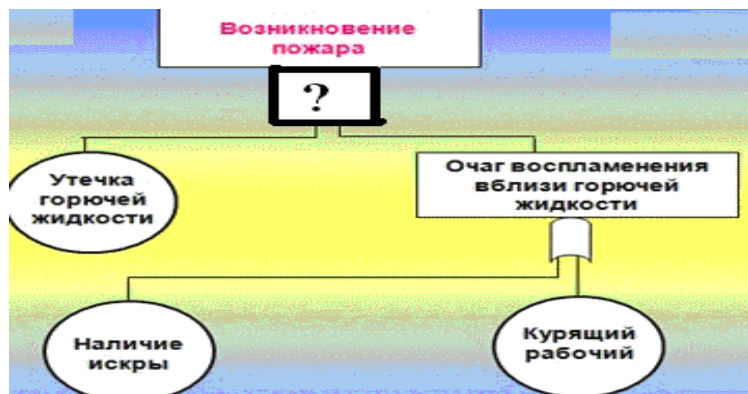 Возникновение
пожара
?
Утечка
горючей
жидкости
Очаг воспламенения
вблизи горючей
жидкости
Наличие
искры
Курящий
рабочий